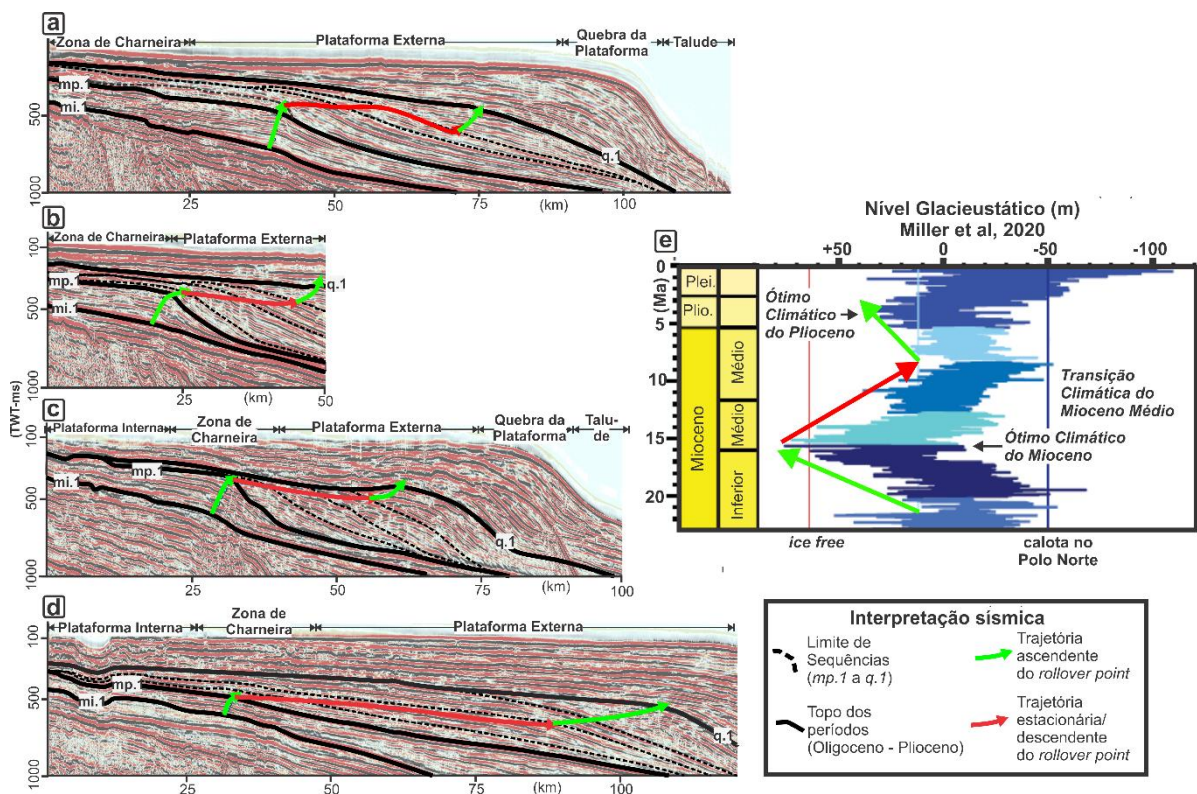 a
Zona de Charneira
Plataforma Externa
Quebra da
Plataforma
Talude
mp.1
mi.1
q.1
500
1000
25
50
75
(km)
100
b
Zona de Charneira
Plataforma Externa
100
mp.1
mi.1
q.1
500
1000
25
(km)
50
(TWT-ms)
c
Plataforma Interna
Zona de
Charneira
Plataforma Externa
Quebra da
Plataforma
Talu-
de
100
mp.1
mi.1
q.1
5000
1000
25
50
75
(km)
100
d
Plataforma Interna
Zona de
Charneira
Plataforma Externa
100
mp.1
mi.1
q.1
500
1000
25
50
75
(km)
100
e
Nível Glacieustático (m)
Miller et al, 2020
+50
0
-50
-100
0
(Ma)
5
10
15
20
Plei.
Plio.
Mioceno
Médio
Médio
Inferior
Ótimo
Climático
do Plioceno
Transição
Climática do
Mioceno Médio
Ótimo Climático
do Mioceno
ice free
calota no
Polo Norte
Interpretação sísmica
Limite de
Sequências
(mp.1 a q.1)
Trajetória
ascendente
do rollover point
Topo dos
períodos
(Oligoceno - Plioceno)
Trajetória
estacionária/
descendente
do rollover point